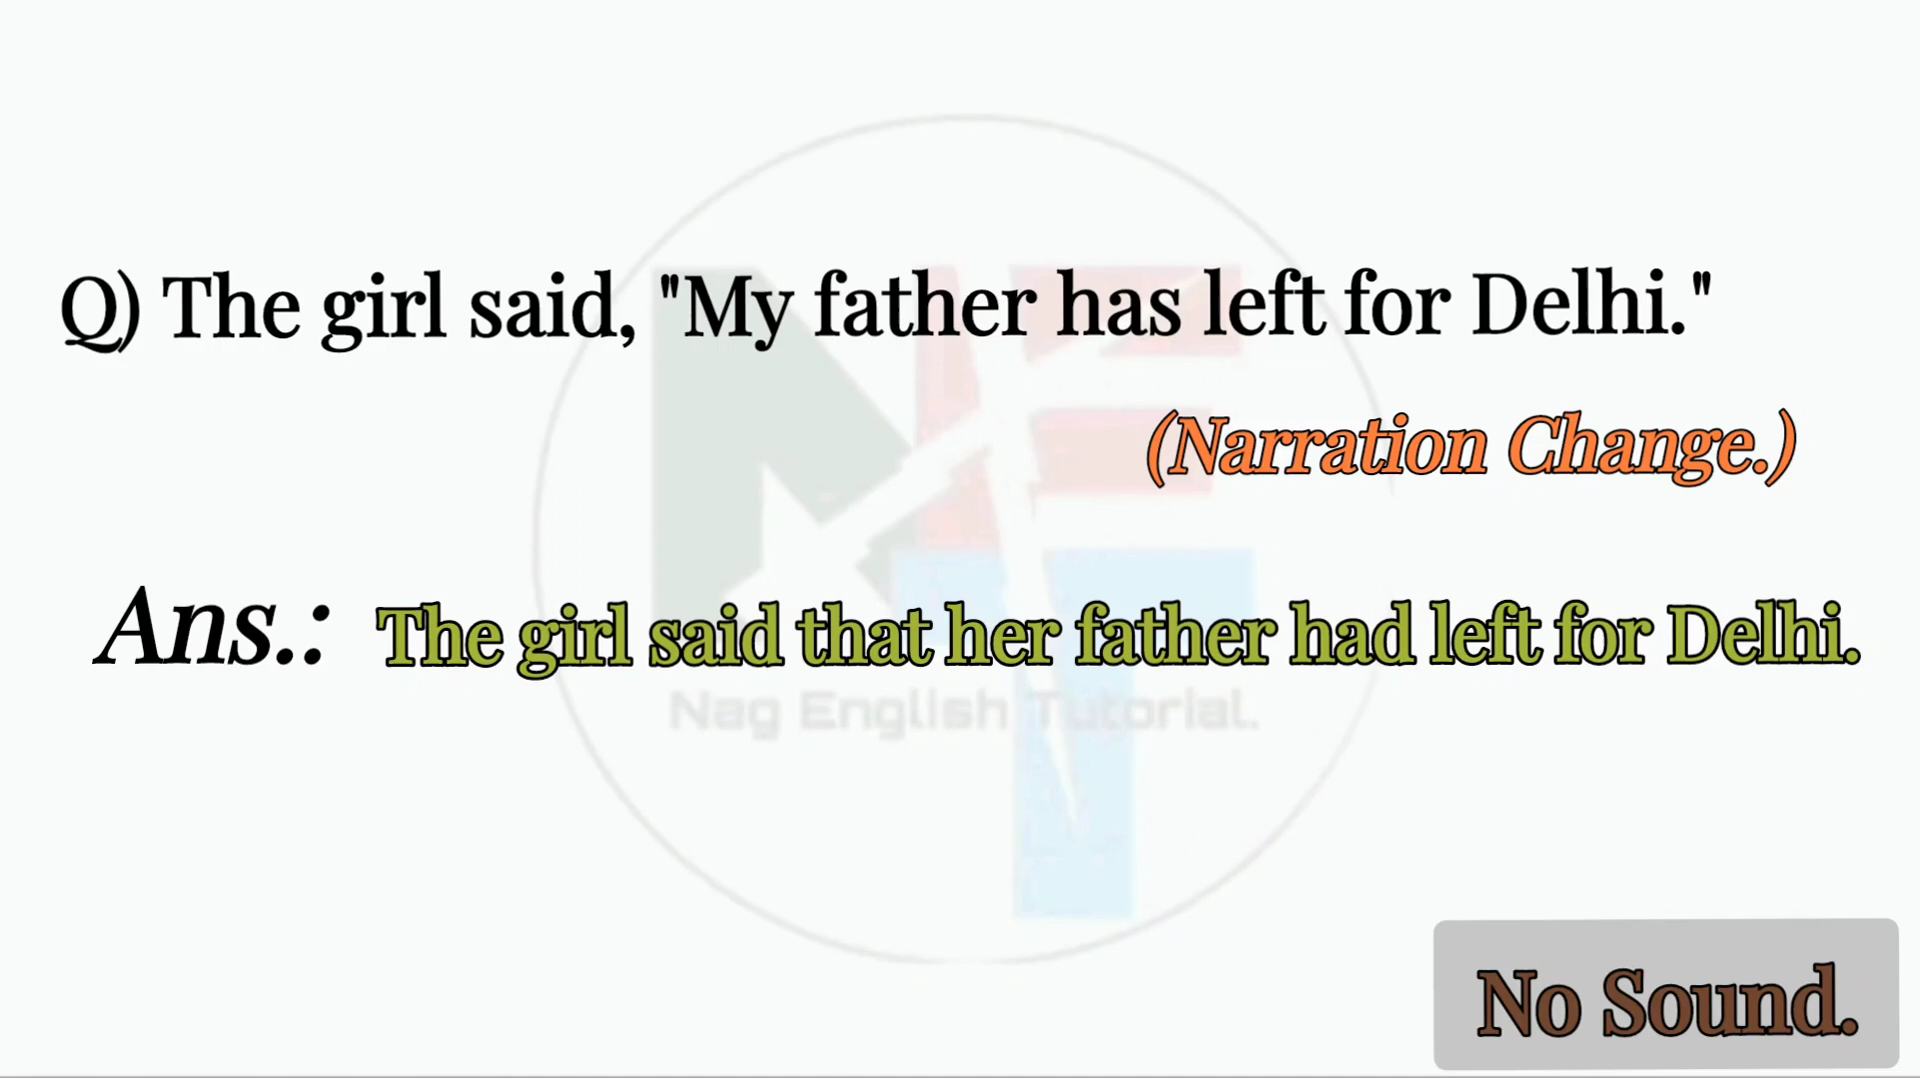 Q) The girl said, "My father has left for Delhi."
(Narration Change.)
Ans.: The girl said that her father had left for Delhi.
Nag English Tutorial.
No Sound.